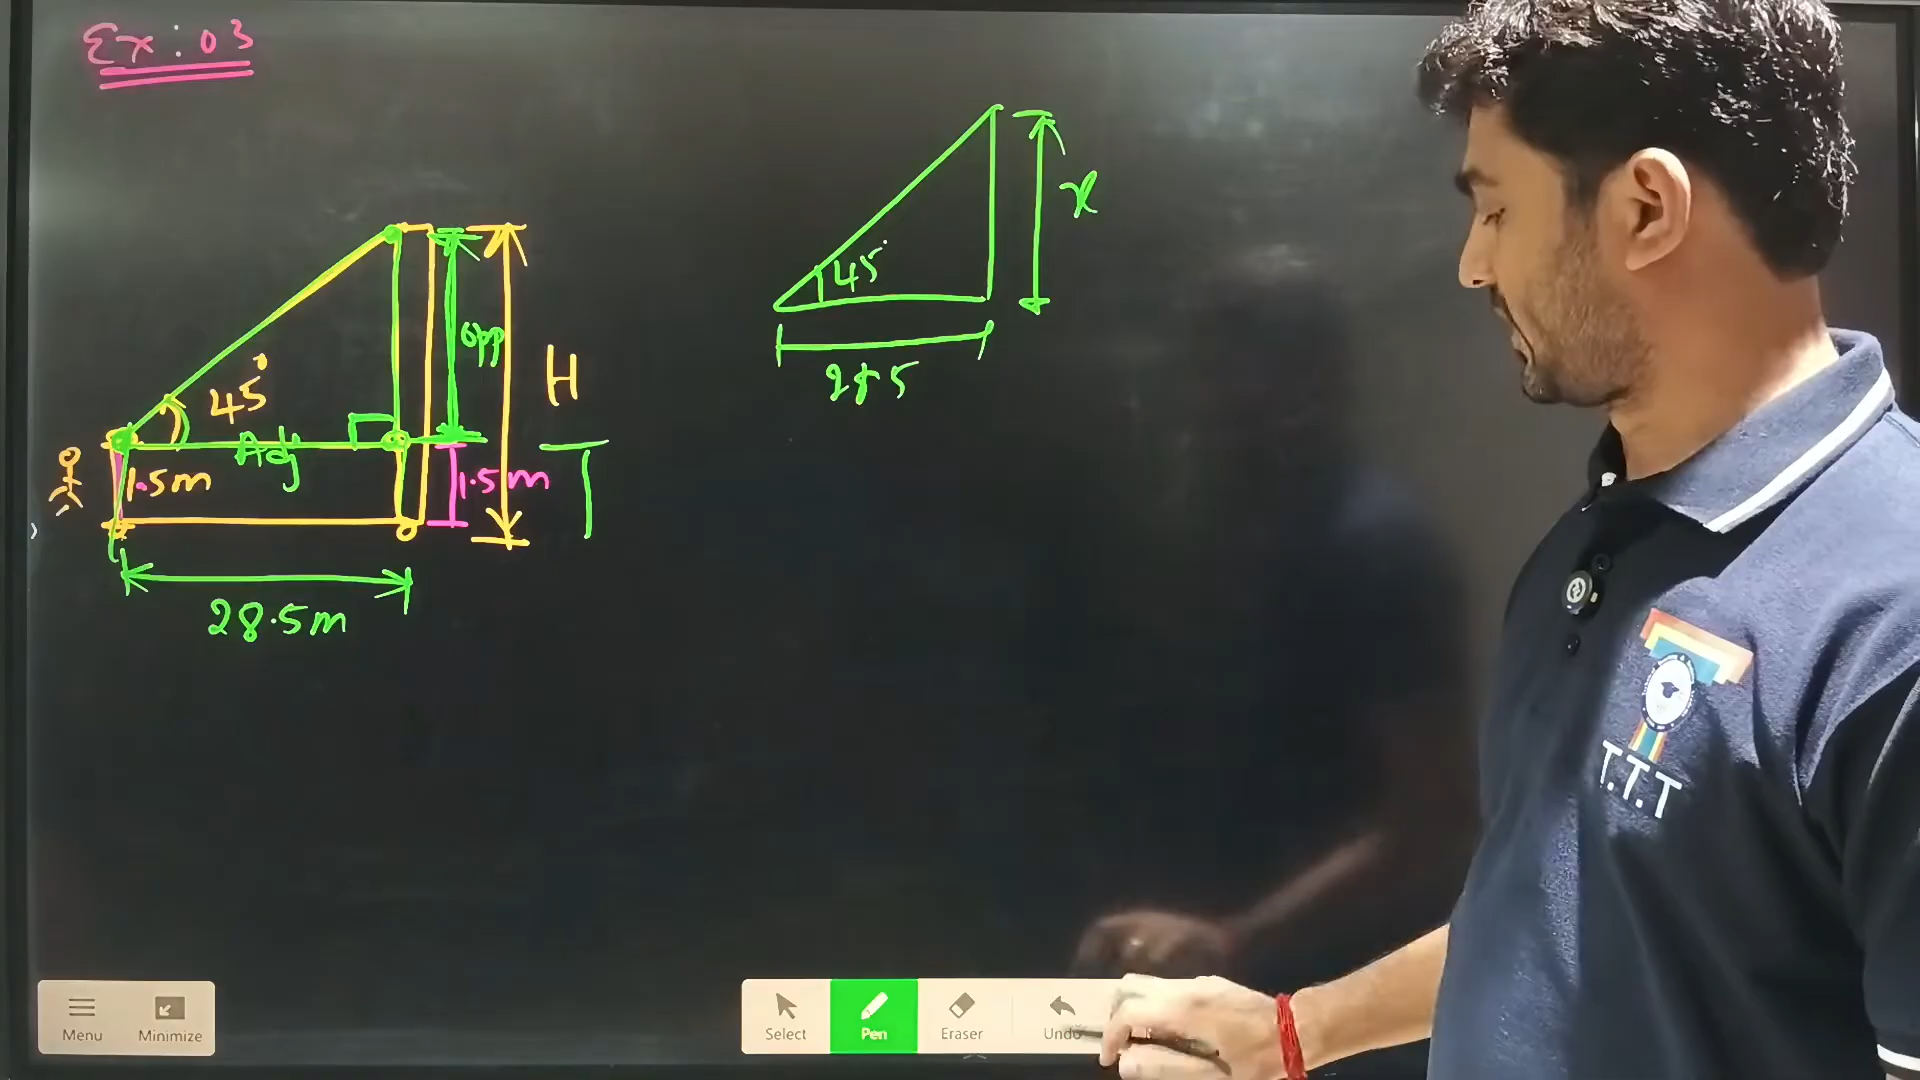 Ex: 03
x
45°
28.5
opp
H
45°
Adj
1.5m
1.5m
28.5m
T.T.T
Menu
Minimize
Select
Pen
Eraser
Undo